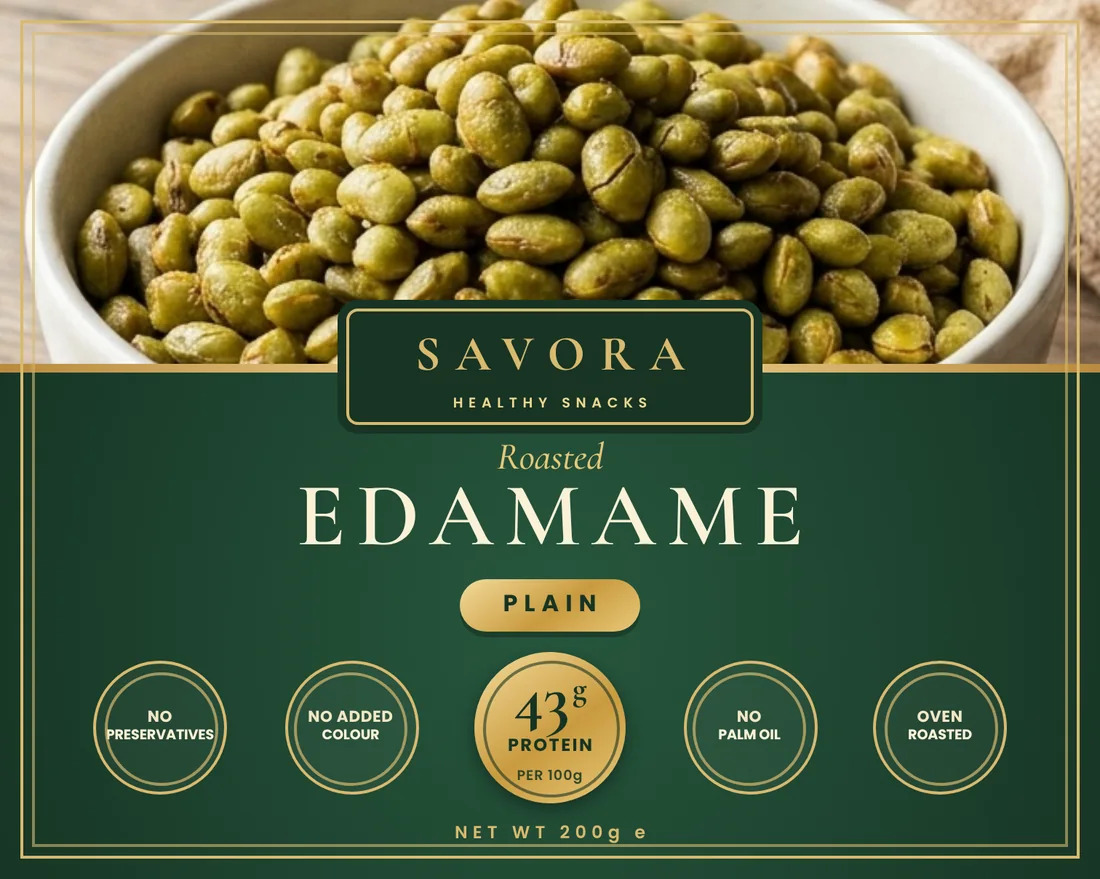 SAVORA
HEALTHY SNACKS
Roasted
EDAMAME
PLAIN
NO
PRESERVATIVES
NO ADDED
COLOUR
43g
PROTEIN
PER 100g
NO
PALM OIL
OVEN
ROASTED
NET WT 200g e